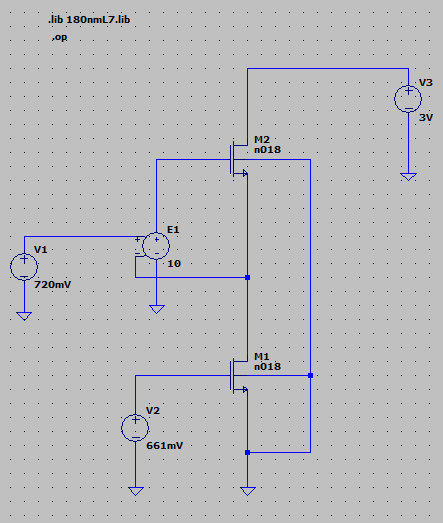 .lib 180nmL7.lib
.op
V3
3V
M2
n018
E1
10
V1
720mV
M1
n018
V2
661mV